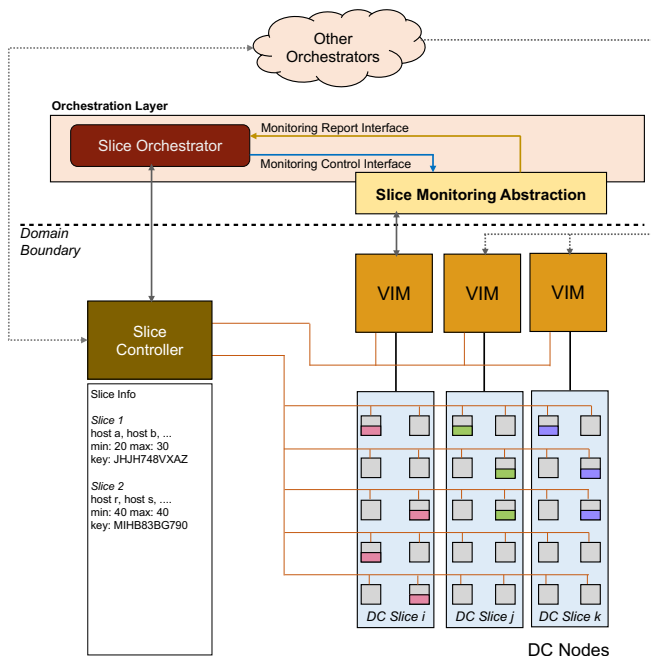 Other
Orchestrators
Orchestration Layer
Monitoring Report Interface
Slice Orchestrator
Monitoring Control Interface
Slice Monitoring Abstraction
Domain
Boundary
VIM
VIM
VIM
Slice
Controller
Slice Info
Slice 1
host a, host b, ...
min: 20 max: 30
key: JHJH748VXAZ
Slice 2
host r, host s, ....
min: 40 max: 40
key: MIHB83BG790
DC Slice i
DC Slice j
DC Slice k
DC Nodes